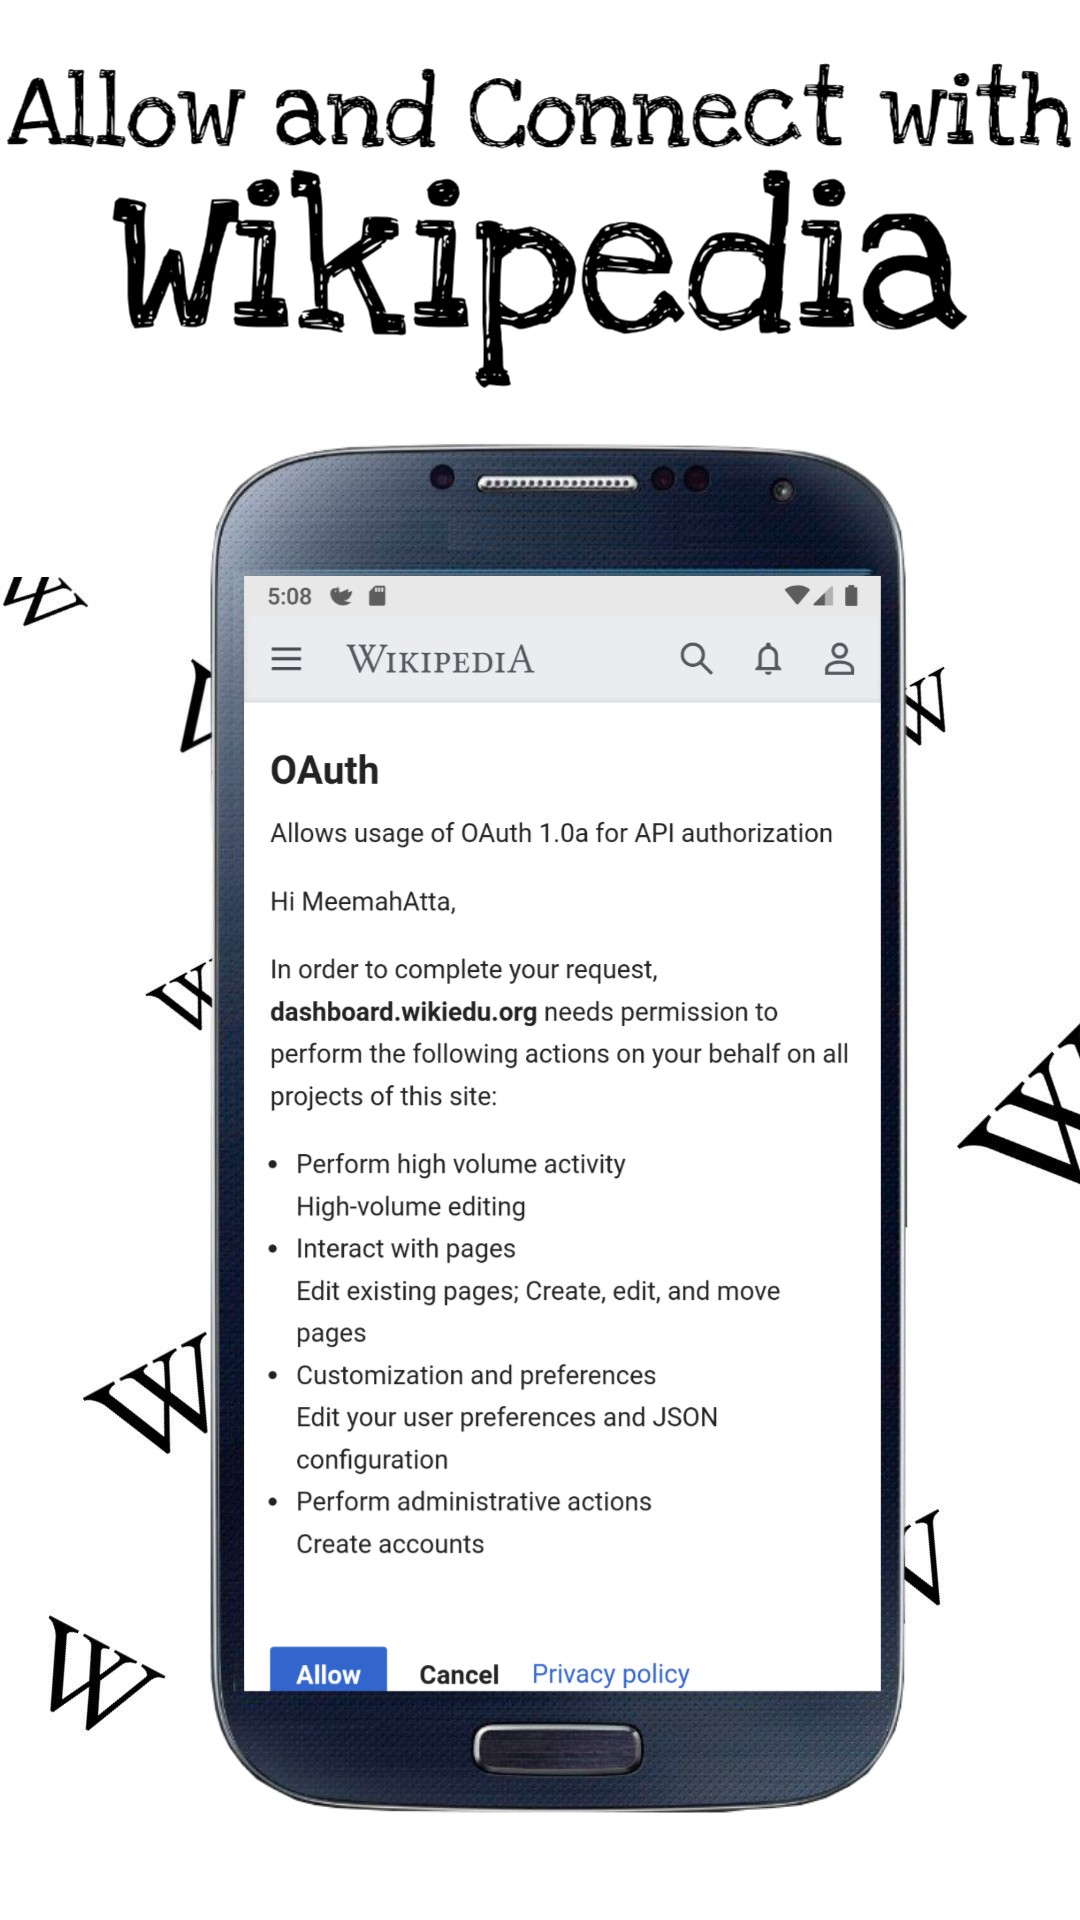 Allow and Connect with
Wikipedia
5:08
WIKIPEDIA
OAuth
Allows usage of OAuth 1.0a for API authorization
Hi MeemahAtta,
In order to complete your request,
dashboard.wikiedu.org needs permission to
perform the following actions on your behalf on all
projects of this site:
• Perform high volume activity
High-volume editing
• Interact with pages
Edit existing pages; Create, edit, and move
pages
• Customization and preferences
Edit your user preferences and JSON
configuration
• Perform administrative actions
Create accounts
Allow Cancel Privacy policy
W
W
W
W
W
W
W
W